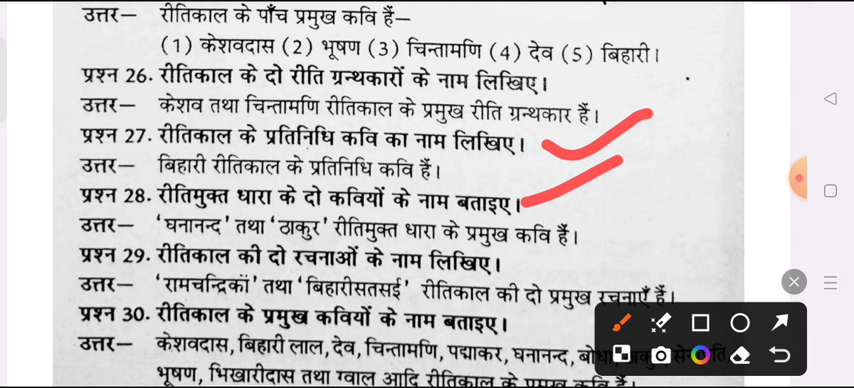 उत्तर— रीतिकाल के पाँच प्रमुख कवि हैं—
(1) केशवदास (2) भूषण (3) चिन्तामणि (4) देव (5) बिहारी।
प्रश्न 26. रीतिकाल के दो रीति ग्रन्थकारों के नाम लिखिए।
उत्तर— केशव तथा चिन्तामणि रीतिकाल के प्रमुख रीति ग्रन्थकार हैं।
प्रश्न 27. रीतिकाल के प्रतिनिधि कवि का नाम लिखिए।
उत्तर— बिहारी रीतिकाल के प्रतिनिधि कवि हैं।
प्रश्न 28. रीतिमुक्त धारा के दो कवियों के नाम बताइए।
उत्तर— ‘घनानन्द’ तथा ‘ठाकुर’ रीतिमुक्त धारा के प्रमुख कवि हैं।
प्रश्न 29. रीतिकाल की दो रचनाओं के नाम लिखिए।
उत्तर— ‘रामचन्द्रिकां’ तथा ‘बिहारीसतसई’ रीतिकाल की दो प्रमुख रचनाएँ हैं।
प्रश्न 30. रीतिकाल के प्रमुख कवियों के नाम बताइए।
उत्तर— केशवदास, बिहारी लाल, देव, चिन्तामणि, पद्माकर, घनानन्द,
भूषण, भिखारीदास तथा ग्वाल आदि रीतिकाल के प्रमुख कवि हैं।